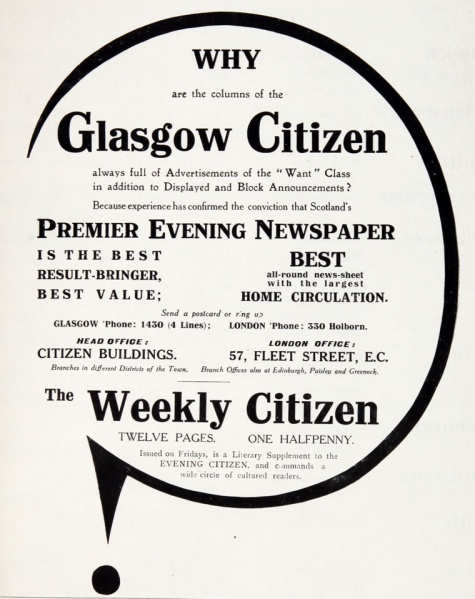 WHY
are the columns of the
Glasgow Citizen
always full of Advertisements of the "Want" Class
in addition to Displayed and Block Announcements?
Because experience has confirmed the conviction that Scotland's
PREMIER EVENING NEWSPAPER
IS THE BEST
RESULT-BRINGER,
BEST VALUE;
BEST
all-round news-sheet
with the largest
HOME CIRCULATION.
Send a postcard or ring up
GLASGOW 'Phone: 1430 (4 Lines); LONDON 'Phone: 330 Holborn.
HEAD OFFICE:
CITIZEN BUILDINGS.
Branches in different Districts of the Town.
LONDON OFFICE:
57, FLEET STREET, E.C.
Branch Offices also at Edinburgh, Paisley and Greenock.
The Weekly Citizen
TWELVE PAGES. ONE HALFPENNY.
Issued on Fridays, is a Literary Supplement to the
EVENING CITIZEN, and commands a
wide circle of cultured readers.